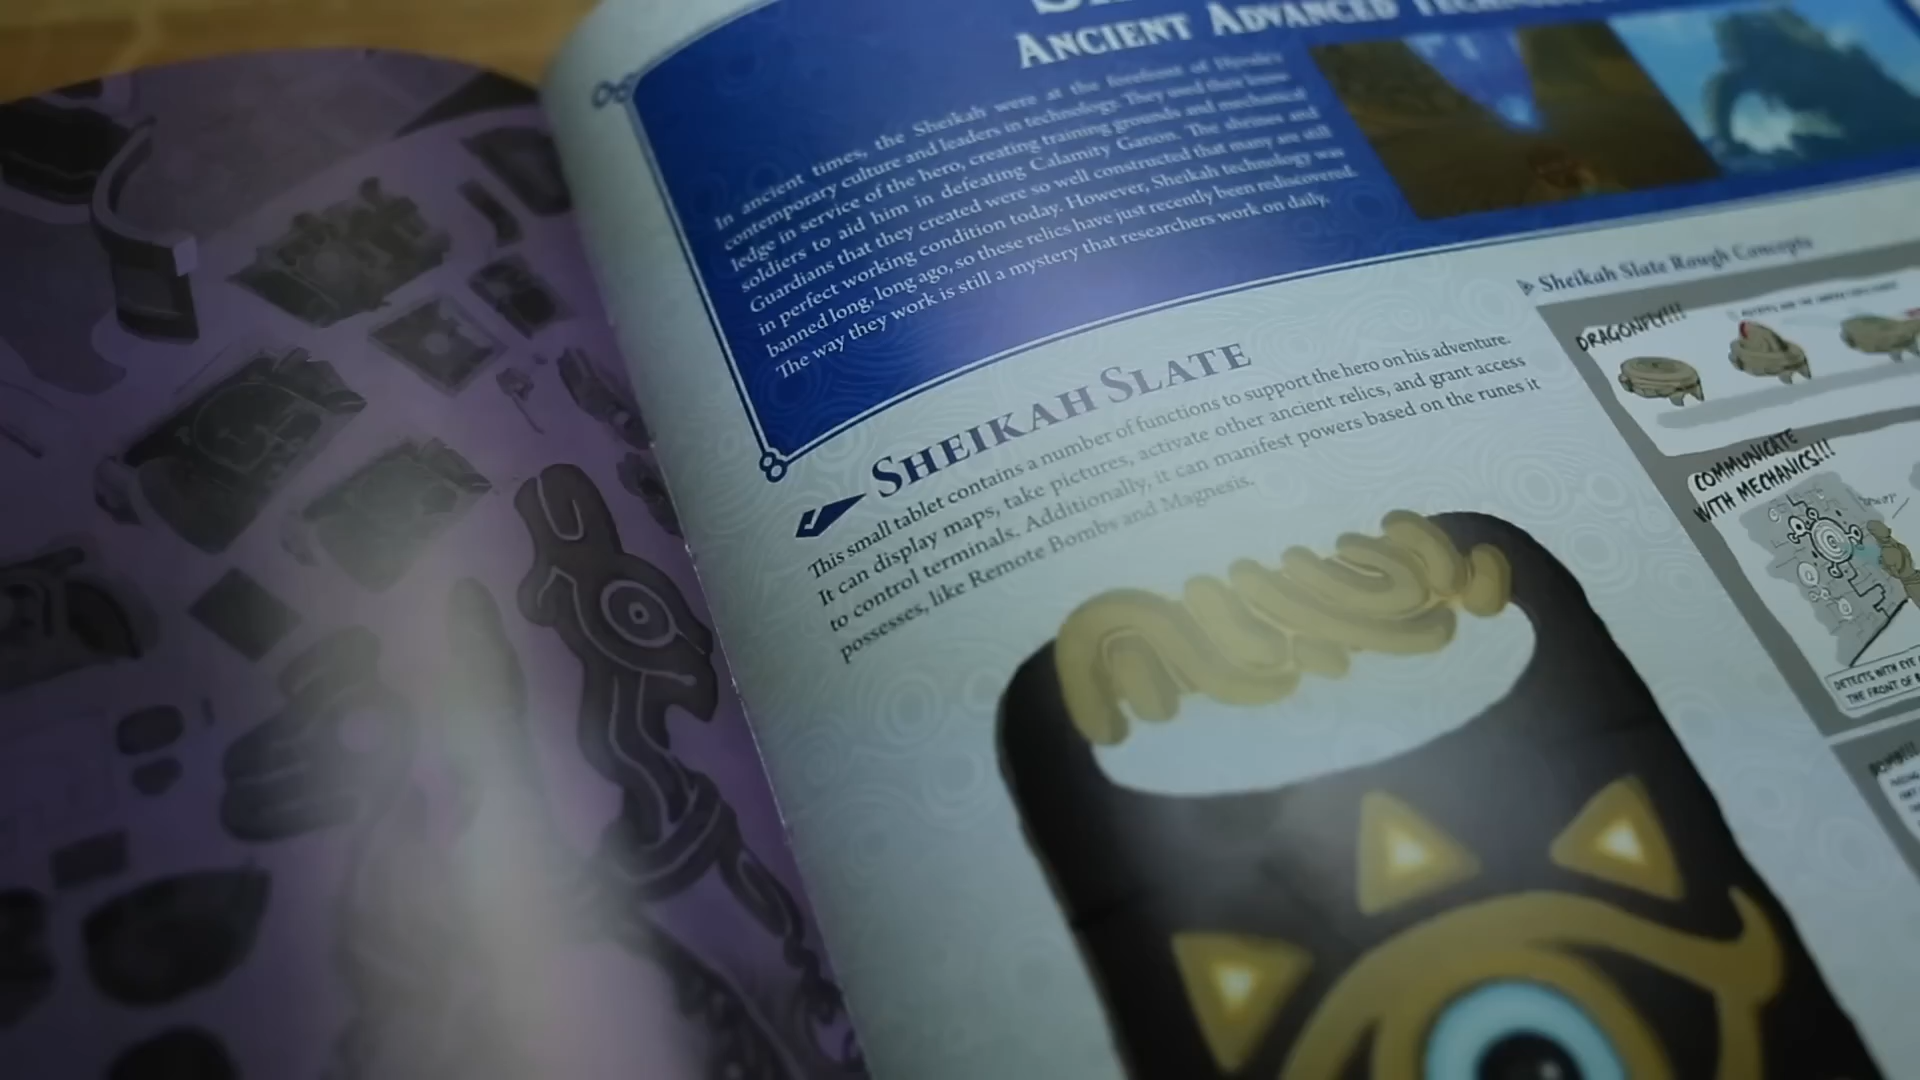 ANCIENT ADVANCED
In ancient times, the Sheikah were at the forefront of Hyrule's
contemporary culture and leaders in technology. They used their know-
ledge in service of the hero, creating training grounds and mechanical
soldiers to aid him in defeating Calamity Ganon. The shrines and
Guardians that they created were so well constructed that many are still
in perfect working condition today. However, Sheikah technology was
banned long, long ago, so these relics have just recently been rediscovered.
The way they work is still a mystery that researchers work on daily.
SHEIKAH SLATE
This small tablet contains a number of functions to support the hero on his adventure.
It can display maps, take pictures, activate other ancient relics, and grant access
to control terminals. Additionally, it can manifest powers based on the runes it
possesses, like Remote Bombs and Magnesis.
Sheikah Slate Rough Concepts
DRAGONFLY!!!
COMMUNICATE
WITH MECHANICS!!!
DETECTS WITH EYE
THE FRONT OF